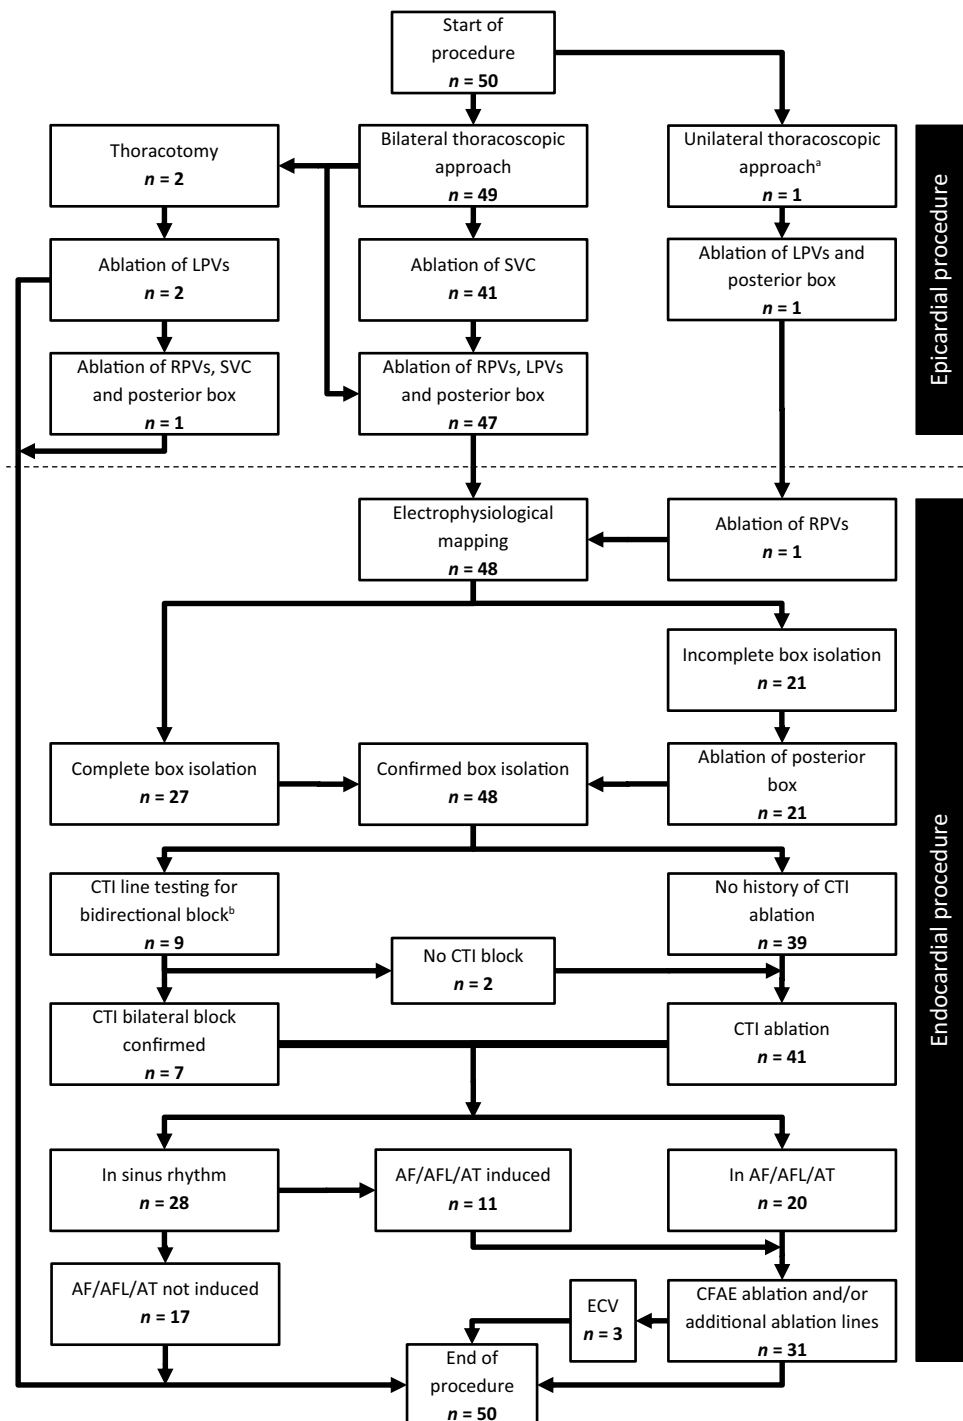 Start of
procedure
n = 50
Thoracotomy
n = 2
Bilateral thoracoscopic
approach
n = 49
Unilateral thoracoscopic
approachᵃ
n = 1
Ablation of LPVs
n = 2
Ablation of SVC
n = 41
Ablation of LPVs and
posterior box
n = 1
Ablation of RPVs, SVC
and posterior box
n = 1
Ablation of RPVs, LPVs
and posterior box
n = 47
Epicardial procedure
Electrophysiological
mapping
n = 48
Ablation of RPVs
n = 1
Incomplete box isolation
n = 21
Complete box isolation
n = 27
Confirmed box isolation
n = 48
Ablation of posterior
box
n = 21
CTI line testing for
bidirectional blockᵇ
n = 9
No history of CTI
ablation
n = 39
No CTI block
n = 2
CTI bilateral block
confirmed
n = 7
CTI ablation
n = 41
In sinus rhythm
n = 28
AF/AFL/AT induced
n = 11
In AF/AFL/AT
n = 20
AF/AFL/AT not induced
n = 17
ECV
n = 3
CFAE ablation and/or
additional ablation lines
n = 31
End of
procedure
n = 50
Endocardial procedure